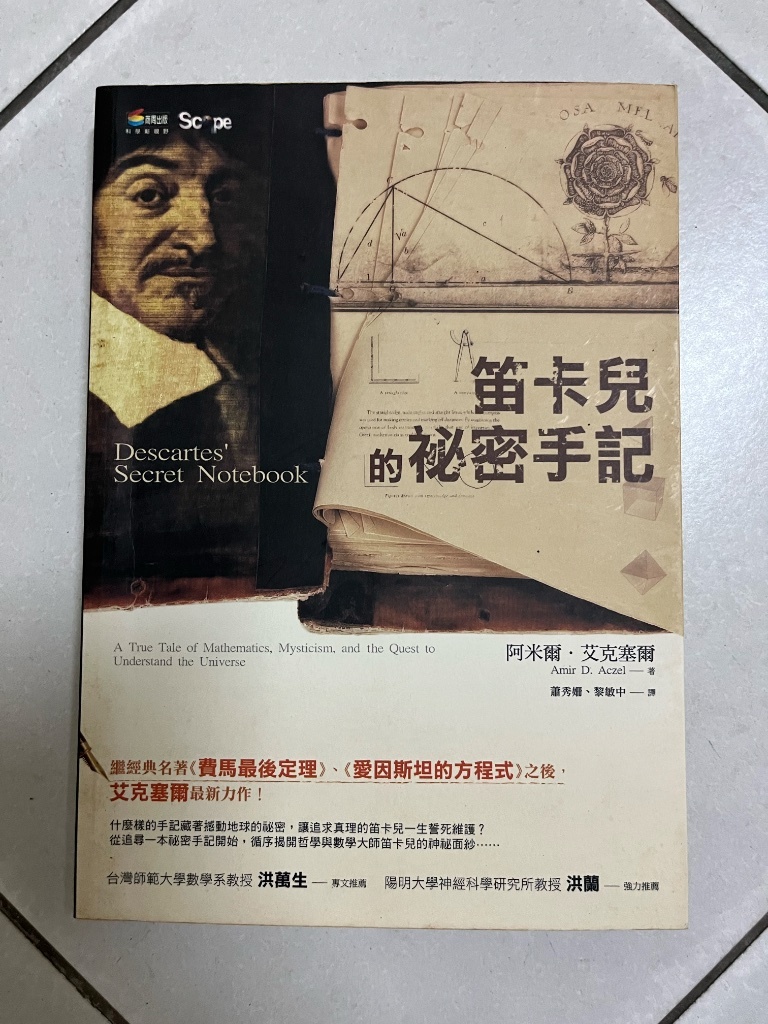 商周出版
科學新視野
Scope
OSA MEL
d
a
c
1
a
B
笛卡兒
的祕密手記
Descartes'
Secret Notebook
A True Tale of Mathematics, Mysticism, and the Quest to
Understand the Universe
阿米爾．艾克塞爾
Amir D. Aczel — 著
蕭秀姍、黎敏中 — 譯
繼經典名著《費馬最後定理》、《愛因斯坦的方程式》之後，
艾克塞爾最新力作！
什麼樣的手記藏著撼動地球的祕密，讓追求真理的笛卡兒一生誓死維護？
從追尋一本祕密手記開始，循序揭開哲學與數學大師笛卡兒的神祕面紗……
台灣師範大學數學系教授 洪萬生 — 專文推薦 陽明大學神經科學研究所教授 洪蘭 — 強力推薦